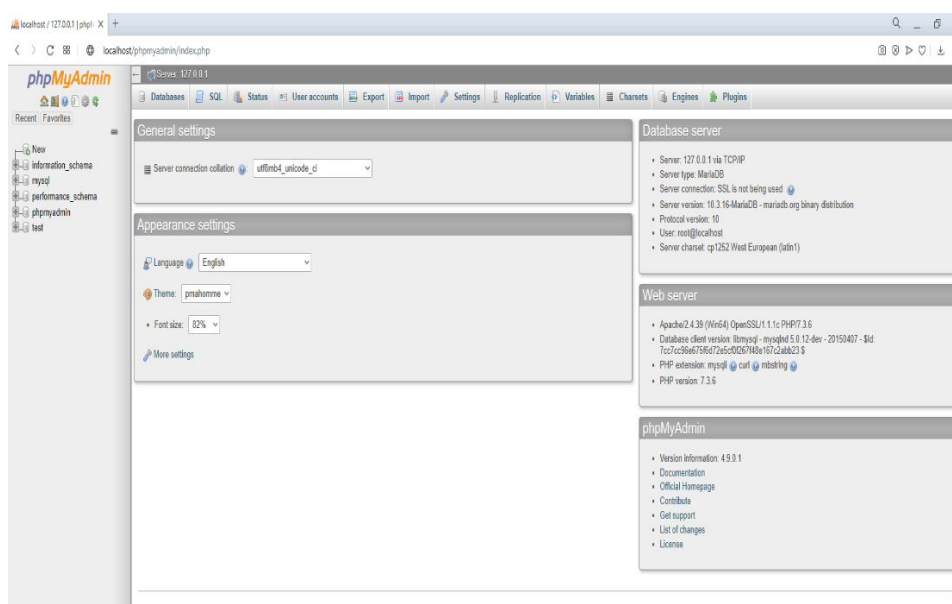 localhost / 127.0.0.1 | phpM
localhost/phpmyadmin/index.php
phpMyAdmin
Recent Favorites
New
information_schema
mysql
performance_schema
phpmyadmin
test
Server: 127.0.0.1
Databases SQL Status User accounts Export Import Settings Replication Variables Charsets Engines Plugins
General settings
Server connection collation utf8mb4_unicode_ci
Appearance settings
Language English
Theme: pmahomme
Font size: 82%
More settings
Database server
Server: 127.0.0.1 via TCP/IP
Server type: MariaDB
Server connection: SSL is not being used
Server version: 10.3.16-MariaDB - mariadb.org binary distribution
Protocol version: 10
User: root@localhost
Server charset: cp1252 West European (latin1)
Web server
Apache/2.4.39 (Win64) OpenSSL/1.1.1c PHP/7.3.6
Database client version: libmysql - mysqlnd 5.0.12-dev - 20150407 - $Id:
7cc7cc96e675f6d72e5cf0f267f48e167c2abb23 $
PHP extension: mysqli curl mbstring
PHP version: 7.3.6
phpMyAdmin
Version information: 4.9.0.1
Documentation
Official Homepage
Contribute
Get support
List of changes
License